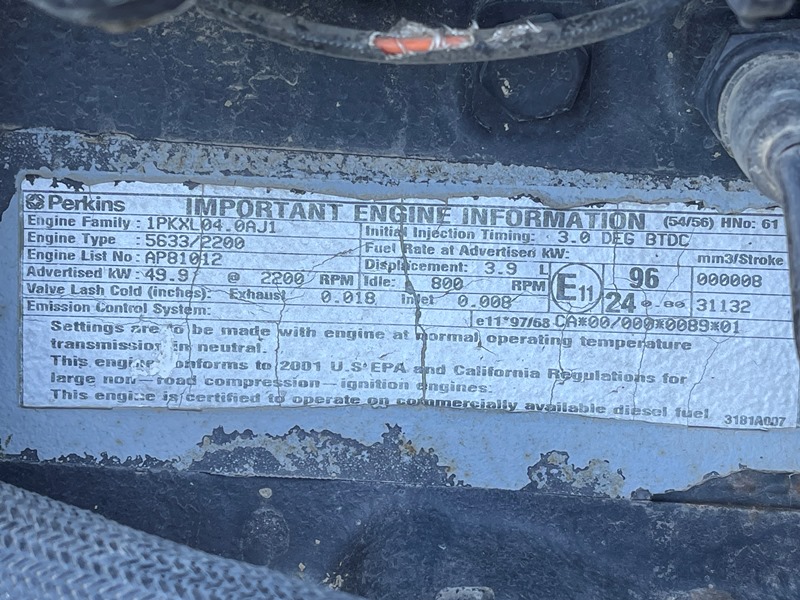 Perkins IMPORTANT ENGINE INFORMATION (54/56) HNo: 61
Engine Family : 1PKXL04.0AJ1
Engine Type : 5633/2200
Engine List No : AP81012
Advertised kW : 49.9 @ 2200 RPM
Valve Lash Cold (inches): Exhaust 0.018 inlet 0.008
Emission Control System:
Initial Injection Timing: 3.0 DEG BTDC
Fuel Rate at Advertised kW: mm3/Stroke
Displacement: 3.9 L
Idle: 800 RPM
E11 96 000008
24 0.80 31132
e11*97/68 CA*00/000*0089*01
Settings are to be made with engine at normal operating temperature
transmission in neutral.
This engine conforms to 2001 U.S EPA and California Regulations for
large non-road compression-ignition engines.
This engine is certified to operate on commercially available diesel fuel
3181A007